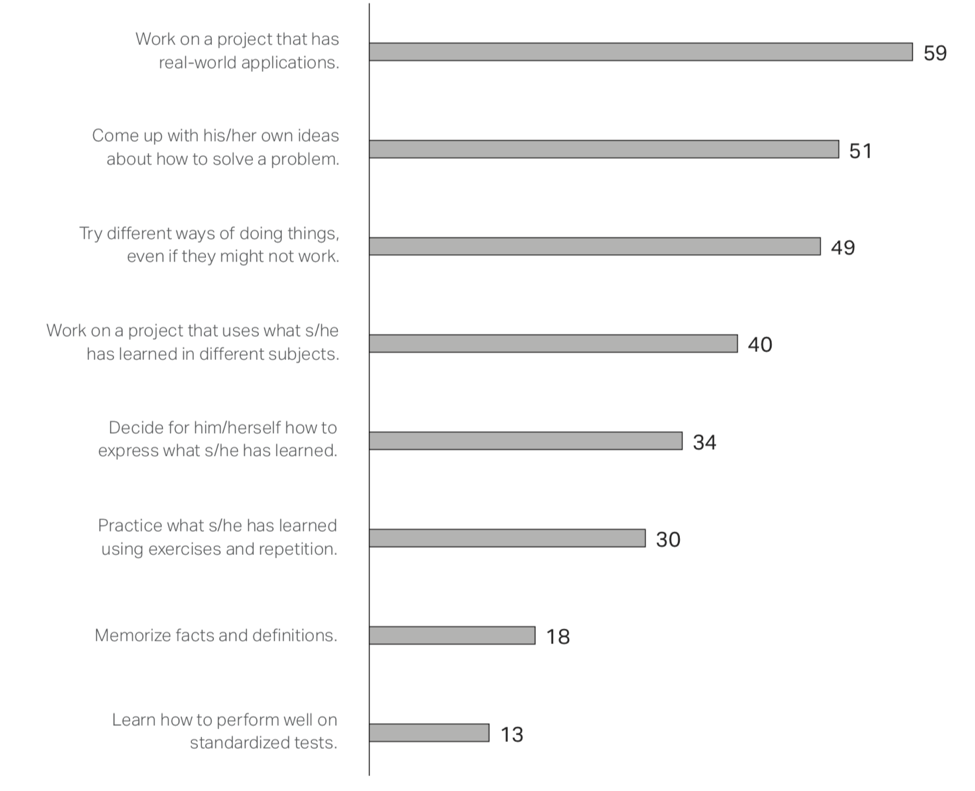 Work on a project that has
real-world applications.
59
Come up with his/her own ideas
about how to solve a problem.
51
Try different ways of doing things,
even if they might not work.
49
Work on a project that uses what s/he
has learned in different subjects.
40
Decide for him/herself how to
express what s/he has learned.
34
Practice what s/he has learned
using exercises and repetition.
30
Memorize facts and definitions.
18
Learn how to perform well on
standardized tests.
13